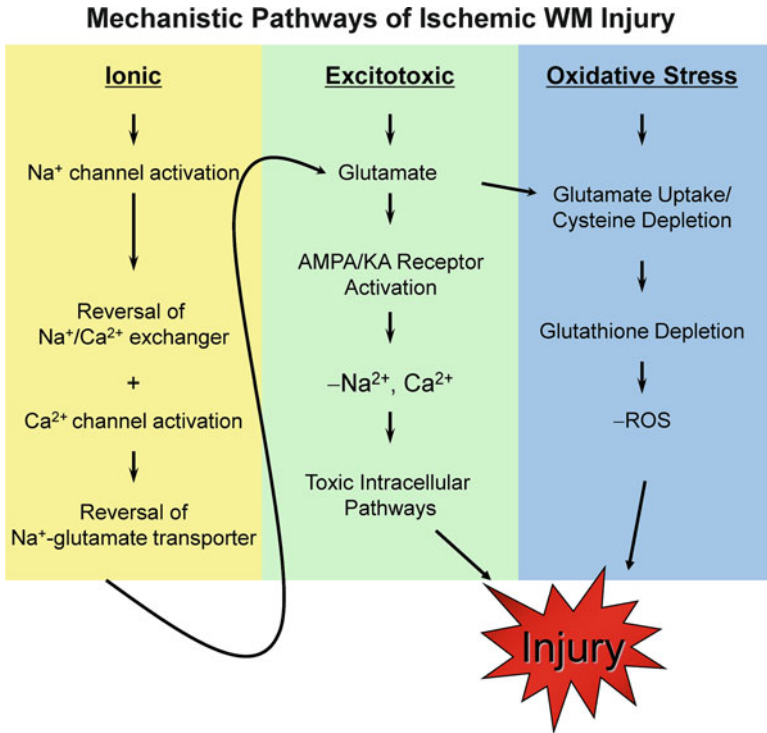 Mechanistic Pathways of Ischemic WM Injury
Ionic
Na⁺ channel activation
Reversal of
Na⁺/Ca²⁺ exchanger
+
Ca²⁺ channel activation
Reversal of
Na⁺-glutamate transporter
Excitotoxic
Glutamate
AMPA/KA Receptor
Activation
–Na²⁺, Ca²⁺
Toxic Intracellular
Pathways
Oxidative Stress
Glutamate Uptake/
Cysteine Depletion
Glutathione Depletion
–ROS
Injury